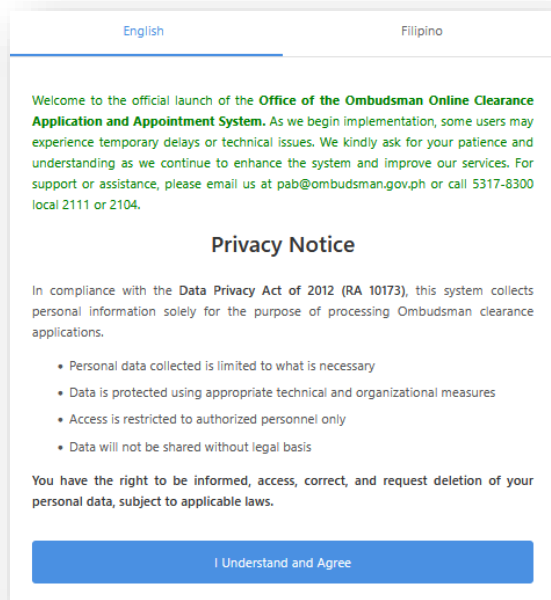 English
Filipino
Welcome to the official launch of the Office of the Ombudsman Online Clearance
Application and Appointment System. As we begin implementation, some users may
experience temporary delays or technical issues. We kindly ask for your patience and
understanding as we continue to enhance the system and improve our services. For
support or assistance, please email us at pab@ombudsman.gov.ph or call 5317-8300
local 2111 or 2104.
Privacy Notice
In compliance with the Data Privacy Act of 2012 (RA 10173), this system collects
personal information solely for the purpose of processing Ombudsman clearance
applications.
• Personal data collected is limited to what is necessary
• Data is protected using appropriate technical and organizational measures
• Access is restricted to authorized personnel only
• Data will not be shared without legal basis
You have the right to be informed, access, correct, and request deletion of your
personal data, subject to applicable laws.
I Understand and Agree